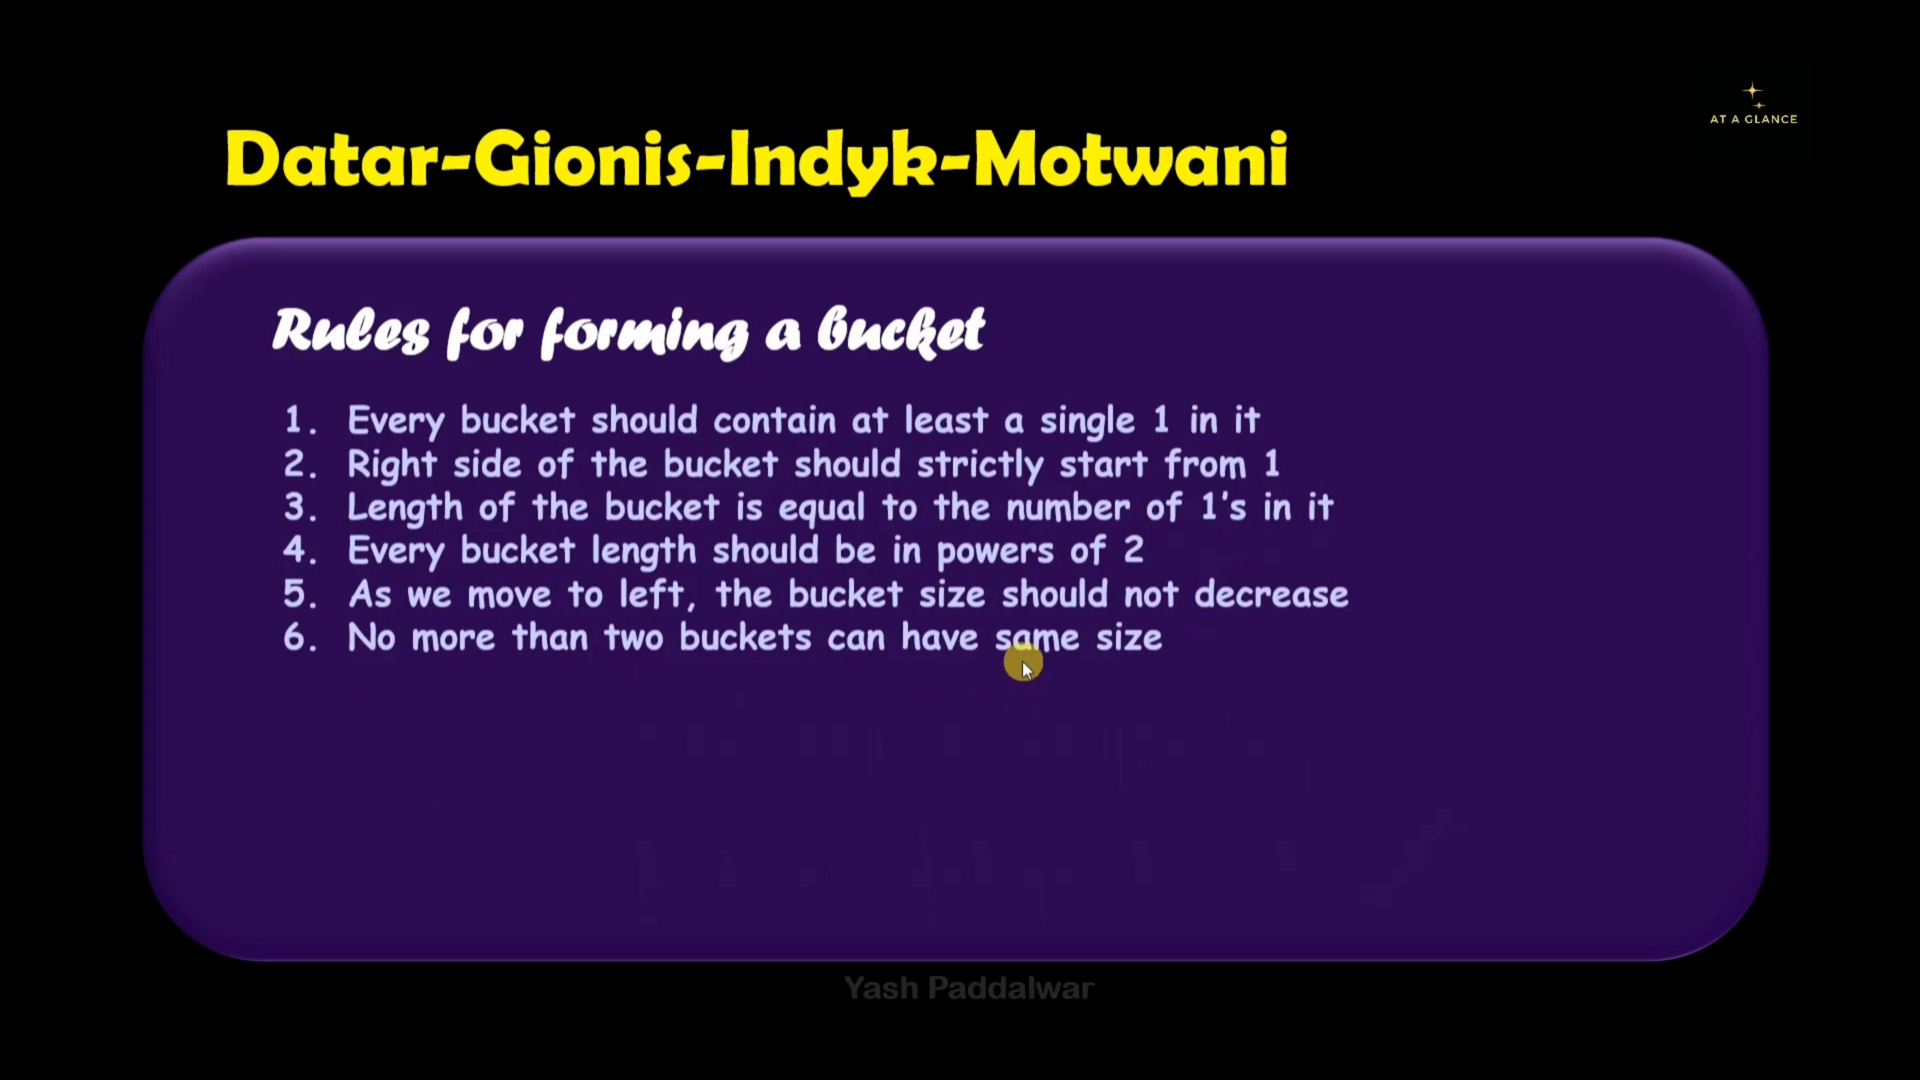 AT A GLANCE
Datar-Gionis-Indyk-Motwani
Rules for forming a bucket
1. Every bucket should contain at least a single 1 in it
2. Right side of the bucket should strictly start from 1
3. Length of the bucket is equal to the number of 1's in it
4. Every bucket length should be in powers of 2
5. As we move to left, the bucket size should not decrease
6. No more than two buckets can have same size
Yash Paddalwar